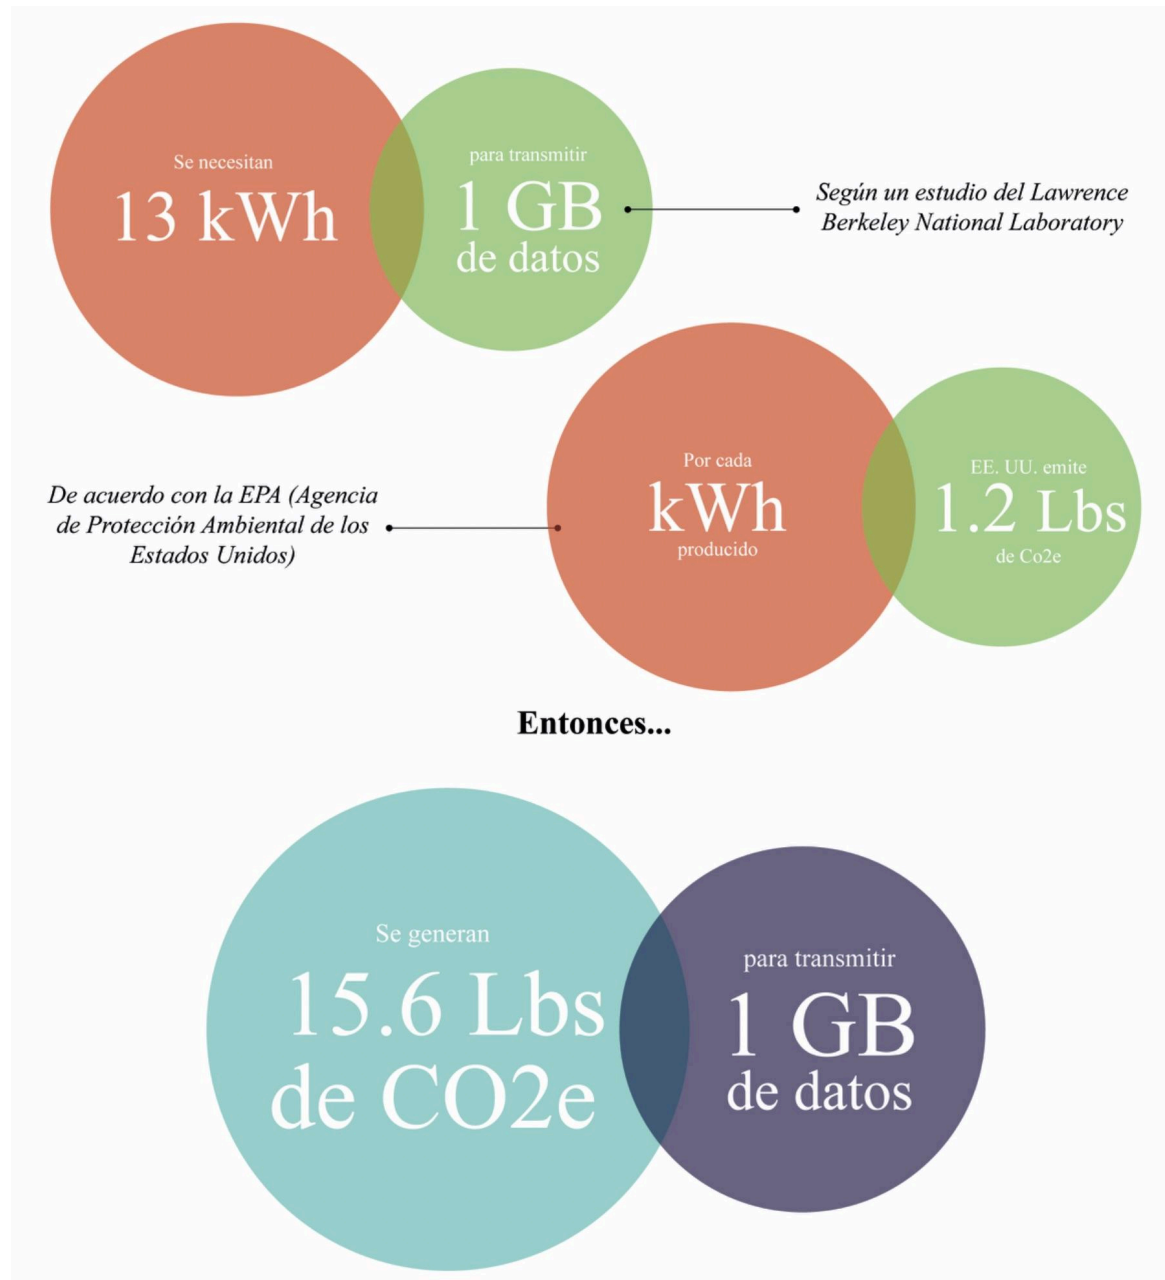 Se necesitan
13 kWh
para transmitir
1 GB
de datos
Según un estudio del Lawrence
Berkeley National Laboratory
De acuerdo con la EPA (Agencia
de Protección Ambiental de los
Estados Unidos)
Por cada
kWh
producido
EE. UU. emite
1.2 Lbs
de Co2e
Entonces...
Se generan
15.6 Lbs
de CO2e
para transmitir
1 GB
de datos